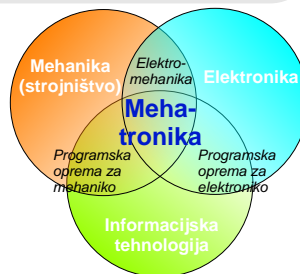 Mehanika
(strojništvo)
Elektro-
mehanika
Elektronika
Meha-
tronika
Programska
oprema za
mehaniko
Programska
oprema za
elektroniko
Informacijska
tehnologija